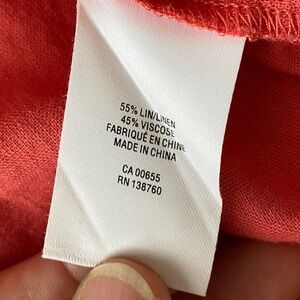 55% LIN/LINEN
45% VISCOSE
FABRIQUÉ EN CHINE
MADE IN CHINA
CA 00655
RN 138760